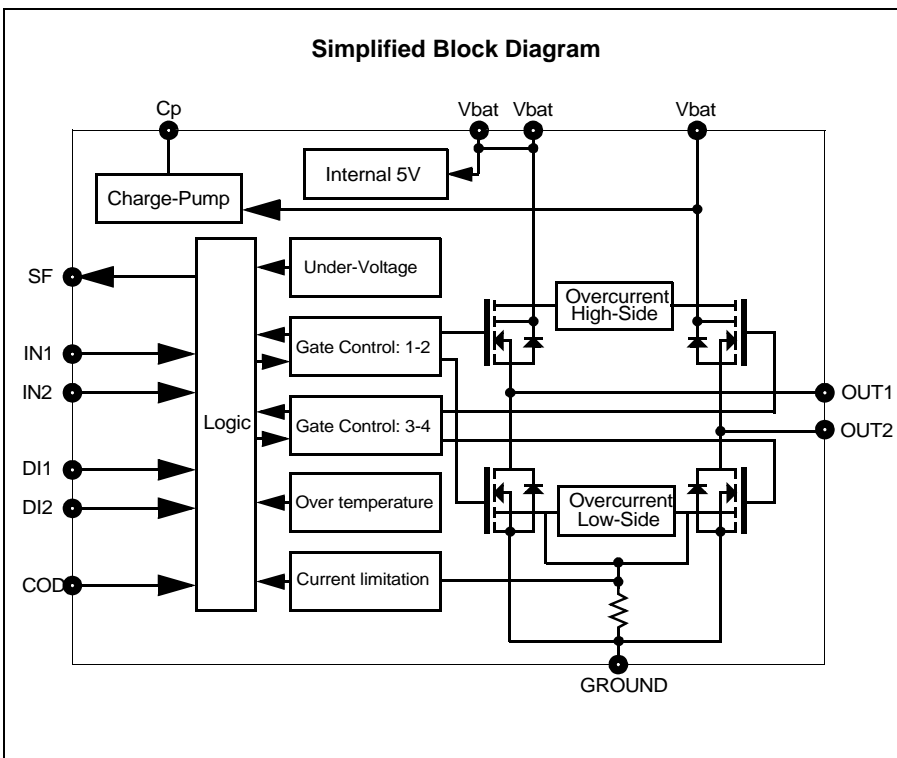 Simplified Block Diagram
Cp
Vbat
Vbat
Vbat
Internal 5V
Charge-Pump
SF
Under-Voltage
Overcurrent
High-Side
IN1
Gate Control: 1-2
IN2
OUT1
Logic
Gate Control: 3-4
OUT2
DI1
DI2
Over temperature
Overcurrent
Low-Side
COD
Current limitation
GROUND